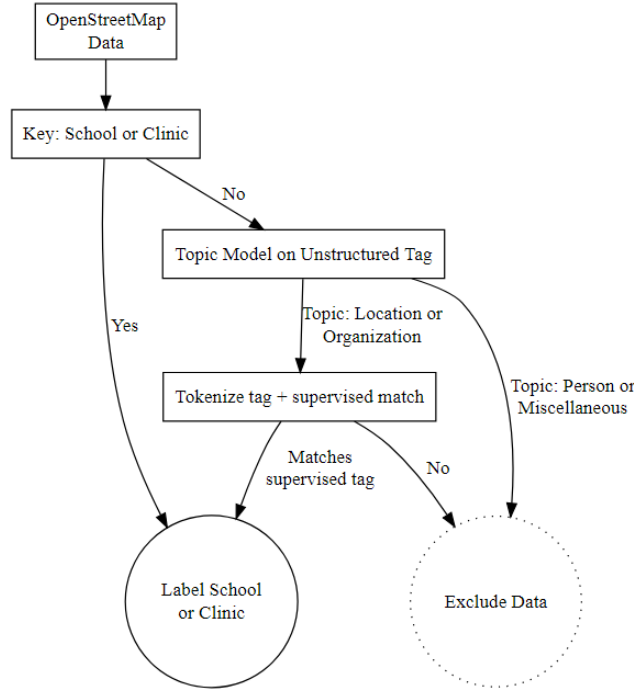 OpenStreetMap
Data
Key: School or Clinic
No
Topic Model on Unstructured Tag
Yes
Topic: Location or
Organization
Topic: Person or
Miscellaneous
Tokenize tag + supervised match
Matches
supervised tag
No
Label School
or Clinic
Exclude Data